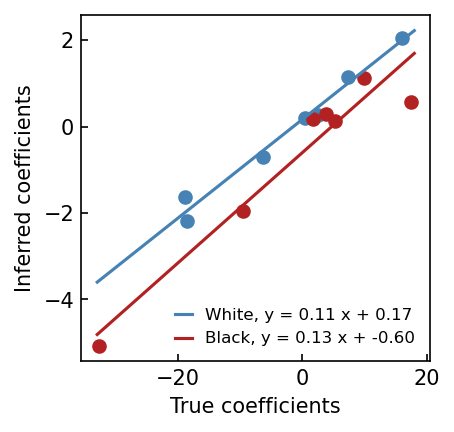 2
0
−2
−4
−20
0
20
Inferred coefficients
True coefficients
White, y = 0.11 x + 0.17
Black, y = 0.13 x + -0.60